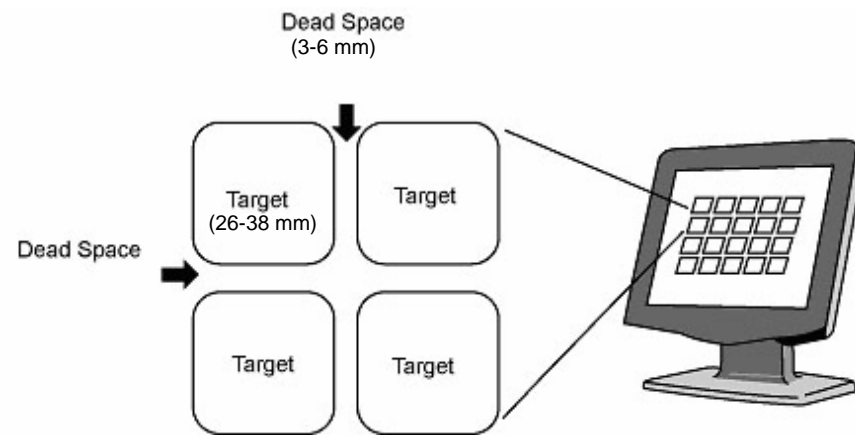 Dead Space
(3-6 mm)
Target
(26-38 mm)
Target
Dead Space
Target
Target